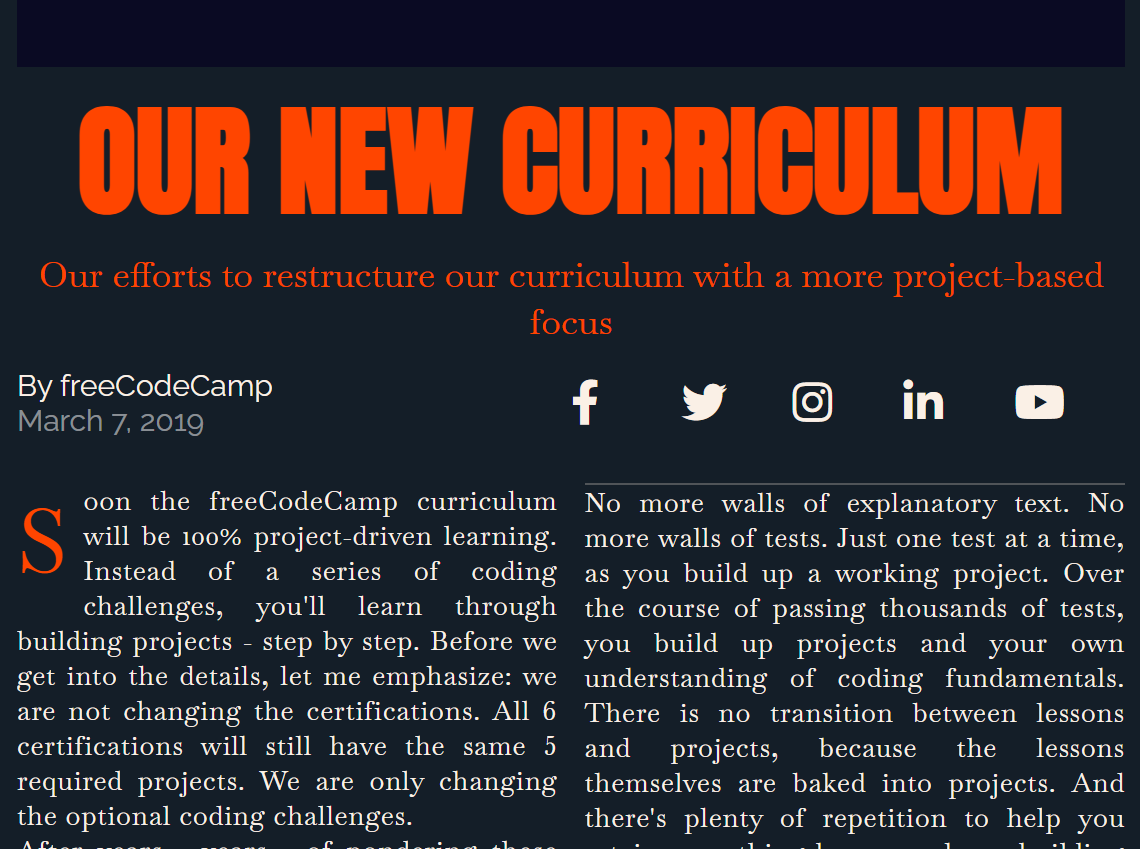 OUR NEW CURRICULUM
Our efforts to restructure our curriculum with a more project-based
focus
By freeCodeCamp
March 7, 2019
Soon the freeCodeCamp curriculum
will be 100% project-driven learning.
Instead of a series of coding
challenges, you'll learn through
building projects - step by step. Before we
get into the details, let me emphasize: we
are not changing the certifications. All 6
certifications will still have the same 5
required projects. We are only changing
the optional coding challenges.
After years - years - of pondering these
No more walls of explanatory text. No
more walls of tests. Just one test at a time,
as you build up a working project. Over
the course of passing thousands of tests,
you build up projects and your own
understanding of coding fundamentals.
There is no transition between lessons
and projects, because the lessons
themselves are baked into projects. And
there's plenty of repetition to help you